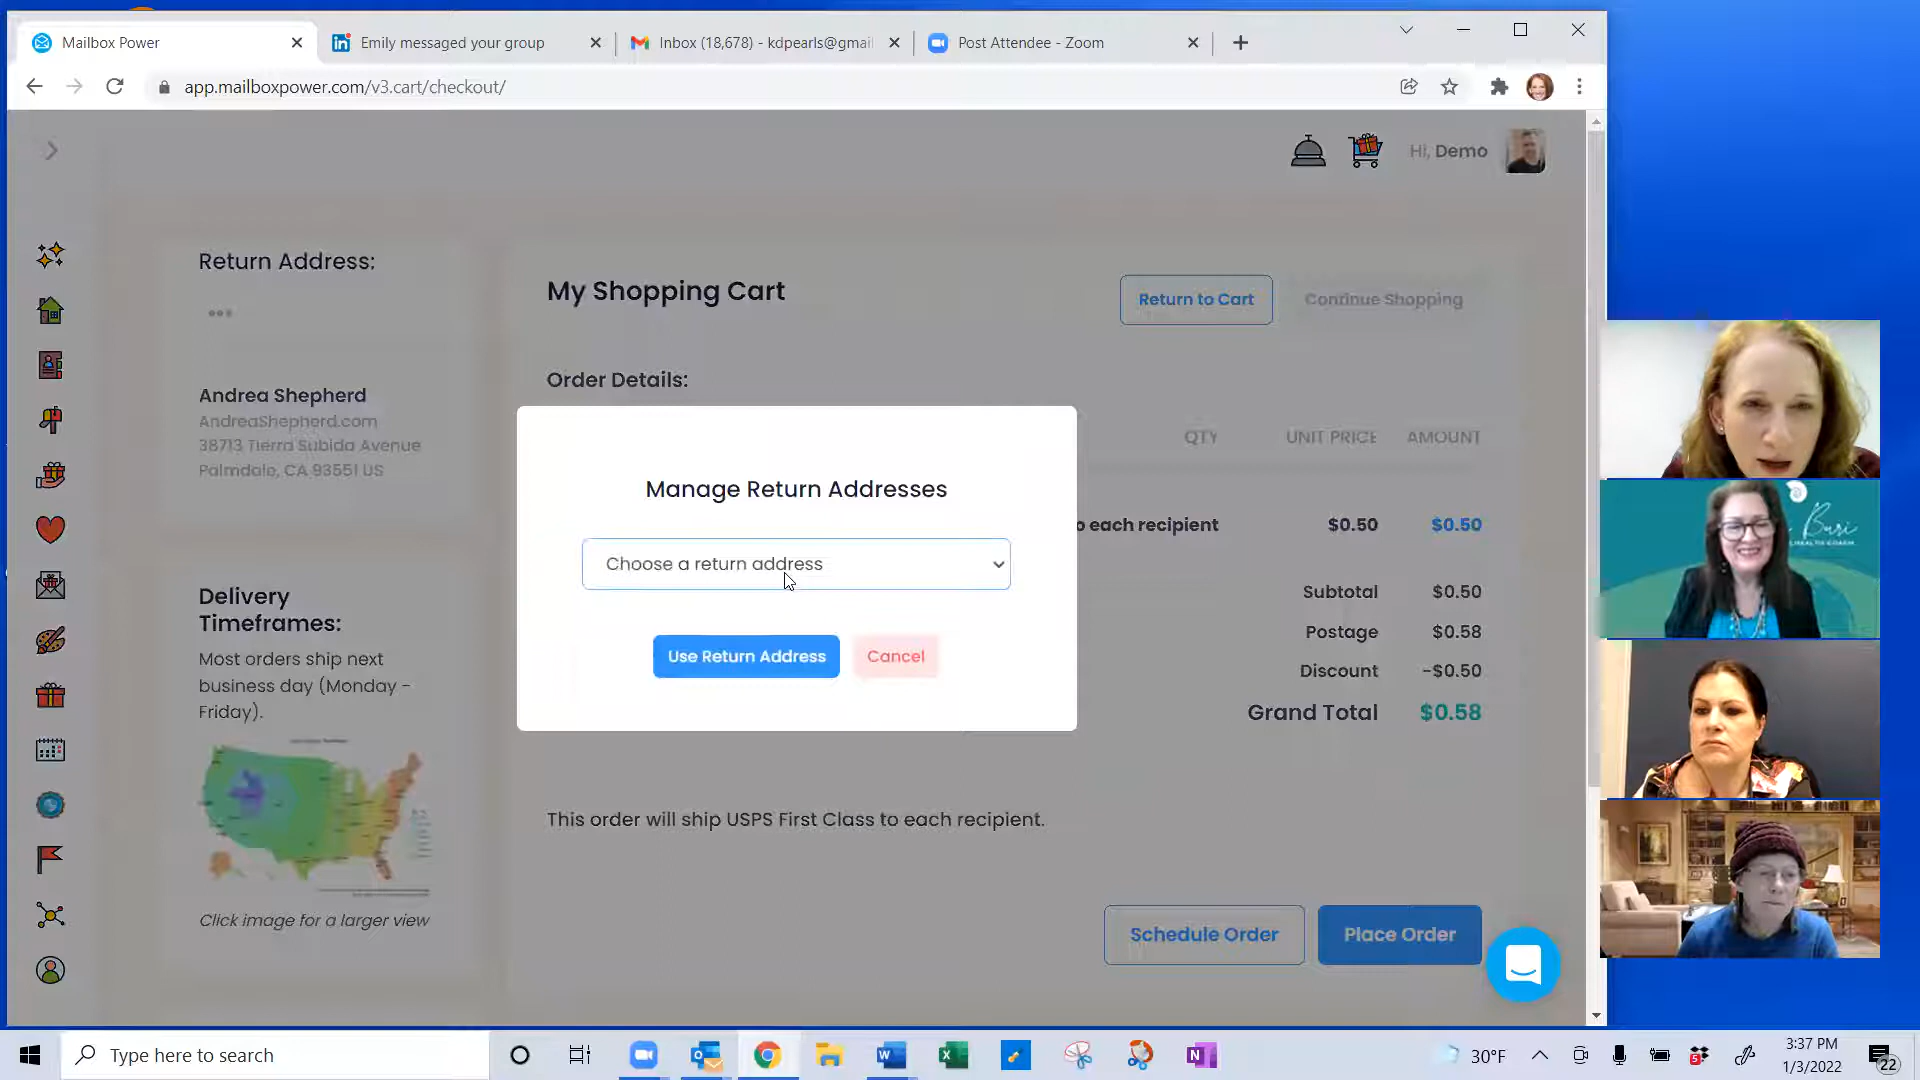 Mailbox Power
Emily messaged your group
Inbox (18,678) - kdpearls@gmai
Post Attendee - Zoom
app.mailboxpower.com/v3.cart/checkout/
Hi, Demo
Return Address:
Andrea Shepherd
AndreaShepherd.com
38713 Tierra Subida Avenue
Palmdale, CA 93551 US
Delivery
Timeframes:
Most orders ship next
business day (Monday -
Friday).
Click image for a larger view
My Shopping Cart
Return to Cart
Continue Shopping
Order Details:
QTY UNIT PRICE AMOUNT
o each recipient $0.50 $0.50
Subtotal $0.50
Postage $0.58
Discount -$0.50
Grand Total $0.58
Manage Return Addresses
Choose a return address
Use Return Address
Cancel
This order will ship USPS First Class to each recipient.
Schedule Order
Place Order
Type here to search
30°F
3:37 PM
1/3/2022
22